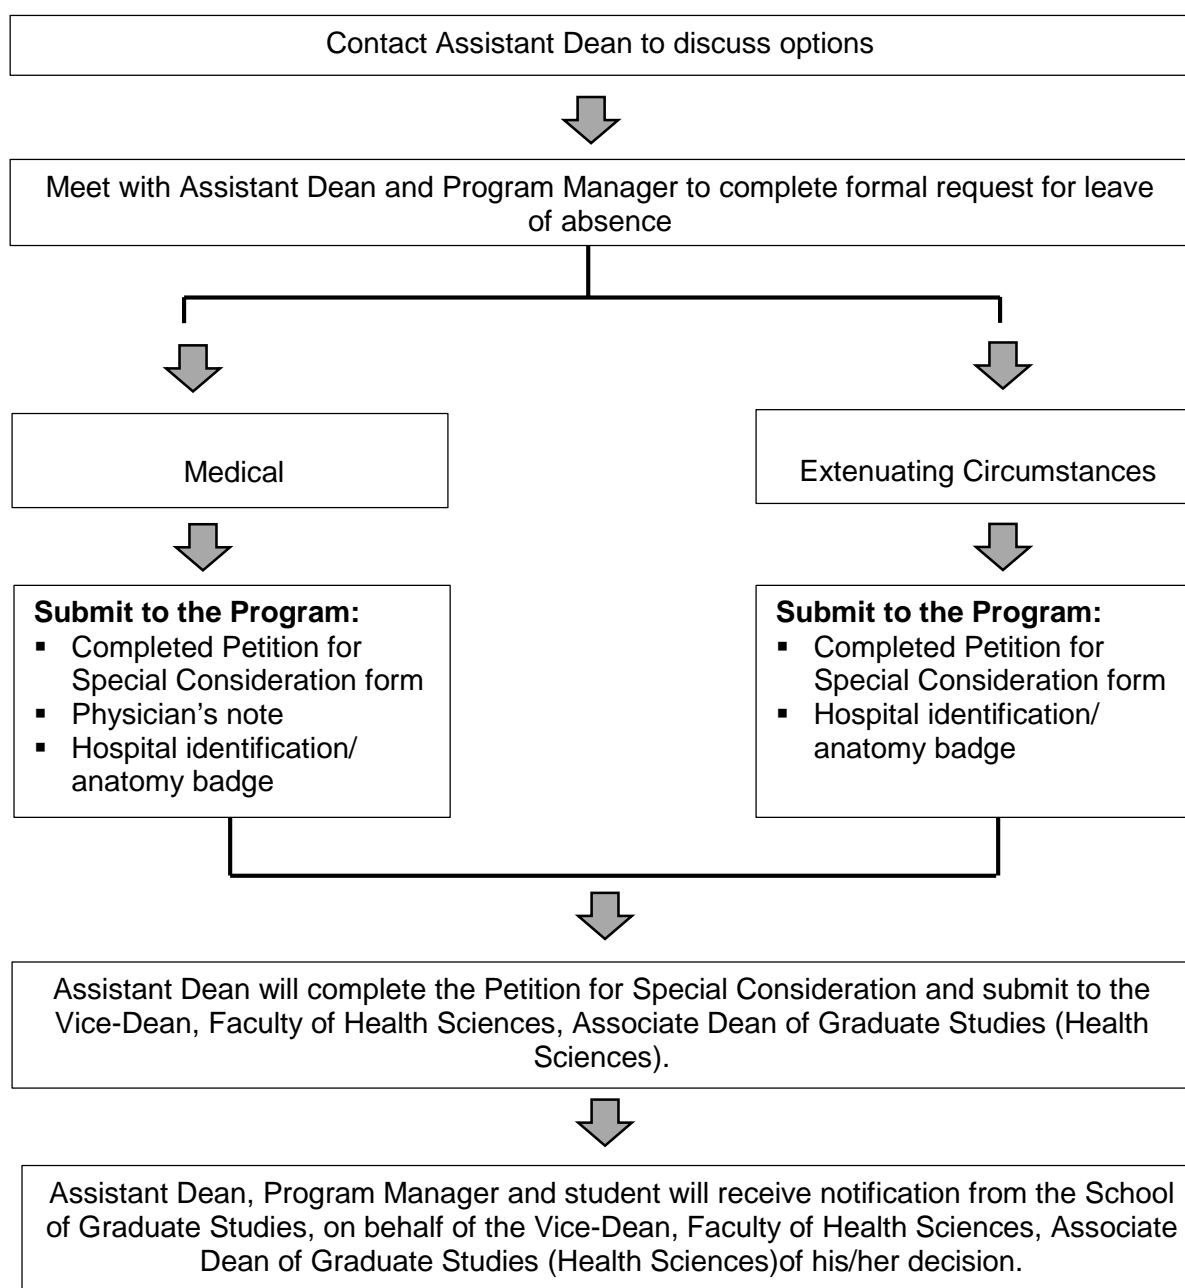 Contact Assistant Dean to discuss options
Meet with Assistant Dean and Program Manager to complete formal request for leave
of absence
Medical
Extenuating Circumstances
Submit to the Program:
▪ Completed Petition for
Special Consideration form
▪ Physician’s note
▪ Hospital identification/
anatomy badge
Submit to the Program:
▪ Completed Petition for
Special Consideration form
▪ Hospital identification/
anatomy badge
Assistant Dean will complete the Petition for Special Consideration and submit to the
Vice-Dean, Faculty of Health Sciences, Associate Dean of Graduate Studies (Health
Sciences).
Assistant Dean, Program Manager and student will receive notification from the School
of Graduate Studies, on behalf of the Vice-Dean, Faculty of Health Sciences, Associate
Dean of Graduate Studies (Health Sciences)of his/her decision.